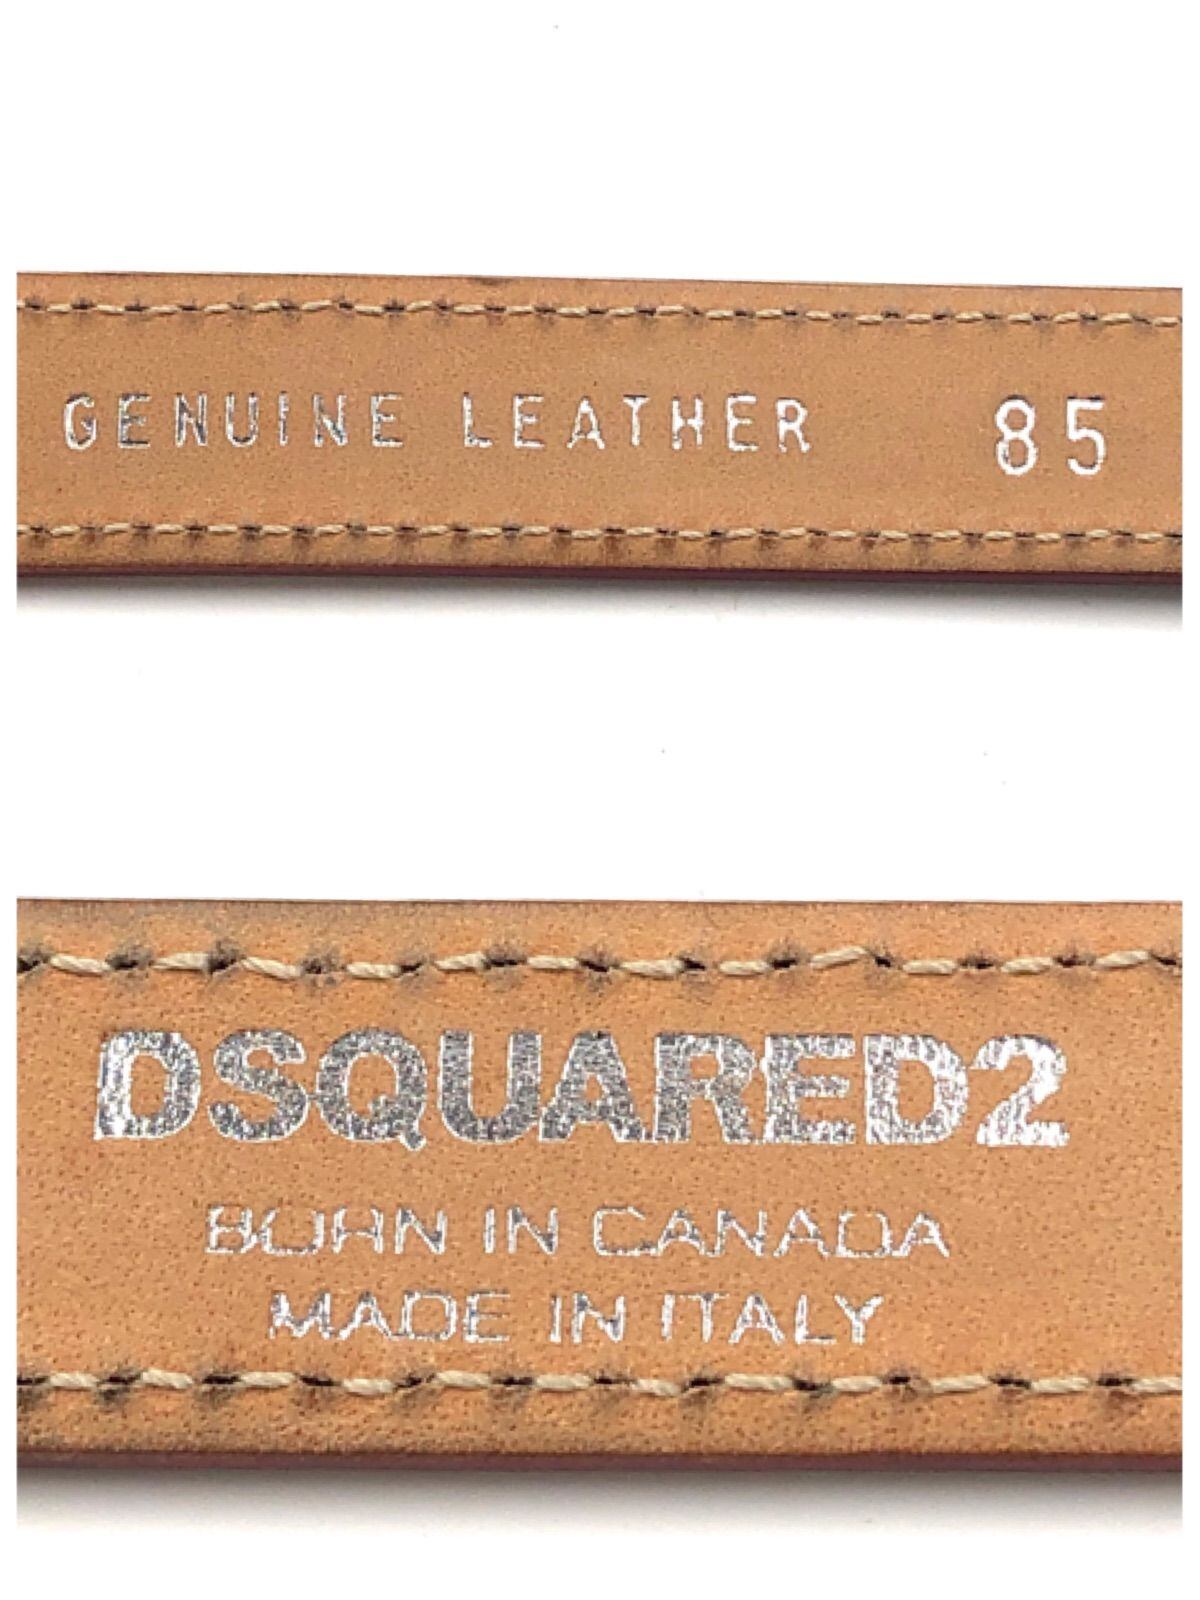 GENUINE LEATHER 85
DSQUARED2
BORN IN CANADA
MADE IN ITALY